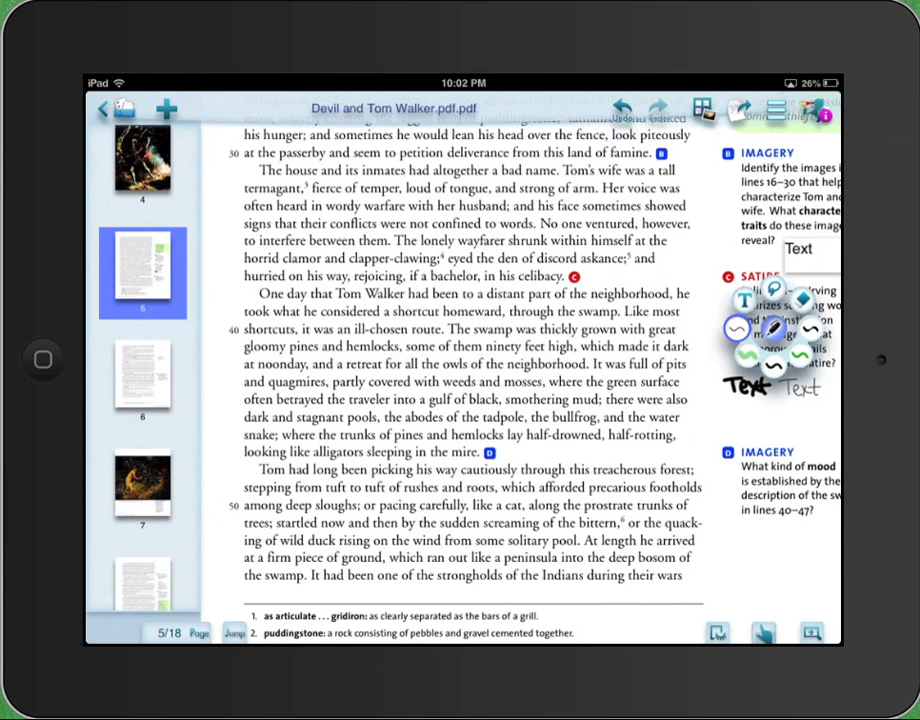 iPad
10:02 PM
26%
Devil and Tom Walker.pdf.pdf
Undo
4
5
6
7
5/18 Page
Jump
his hunger; and sometimes he would lean his head over the fence, look piteously
30 at the passerby and seem to petition deliverance from this land of famine. B
The house and its inmates had altogether a bad name. Tom's wife was a tall
termagant,3 fierce of temper, loud of tongue, and strong of arm. Her voice was
often heard in wordy warfare with her husband; and his face sometimes showed
signs that their conflicts were not confined to words. No one ventured, however,
to interfere between them. The lonely wayfarer shrunk within himself at the
horrid clamor and clapper-clawing;4 eyed the den of discord askance;5 and
hurried on his way, rejoicing, if a bachelor, in his celibacy. C
One day that Tom Walker had been to a distant part of the neighborhood, he
took what he considered a shortcut homeward, through the swamp. Like most
40 shortcuts, it was an ill-chosen route. The swamp was thickly grown with great
gloomy pines and hemlocks, some of them ninety feet high, which made it dark
at noonday, and a retreat for all the owls of the neighborhood. It was full of pits
and quagmires, partly covered with weeds and mosses, where the green surface
often betrayed the traveler into a gulf of black, smothering mud; there were also
dark and stagnant pools, the abodes of the tadpole, the bullfrog, and the water
snake; where the trunks of pines and hemlocks lay half-drowned, half-rotting,
looking like alligators sleeping in the mire. D
Tom had long been picking his way cautiously through this treacherous forest;
stepping from tuft to tuft of rushes and roots, which afforded precarious footholds
50 among deep sloughs; or pacing carefully, like a cat, along the prostrate trunks of
trees; startled now and then by the sudden screaming of the bittern,6 or the quack-
ing of wild duck rising on the wind from some solitary pool. At length he arrived
at a firm piece of ground, which ran out like a peninsula into the deep bosom of
the swamp. It had been one of the strongholds of the Indians during their wars
1. as articulate . . . gridiron: as clearly separated as the bars of a grill.
2. puddingstone: a rock consisting of pebbles and gravel cemented together.
B IMAGERY
Identify the images i
lines 16–30 that help
characterize Tom and
wife. What characte
traits do these imag
reveal?
Text
C SATI
T
Text Text
D IMAGERY
What kind of mood
is established by the
description of the sw
in lines 40–47?